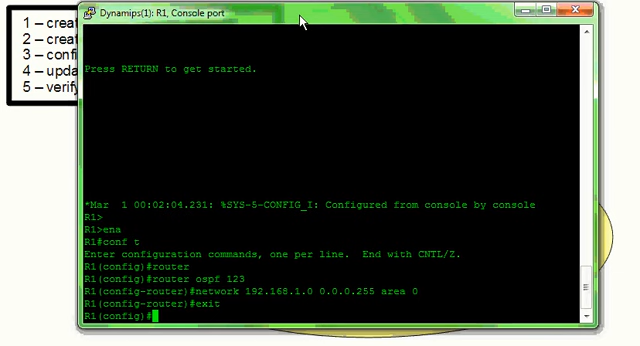 Dynamips(1): R1, Console port
1 – creat
2 – creat
3 – confi
4 – upda
5 – verify
Press RETURN to get started.
*Mar  1 00:02:04.231: %SYS-5-CONFIG_I: Configured from console by console
R1>
R1>ena
R1#conf t
Enter configuration commands, one per line.  End with CNTL/Z.
R1(config)#router
R1(config)#router ospf 123
R1(config-router)#network 192.168.1.0 0.0.0.255 area 0
R1(config-router)#exit
R1(config)#